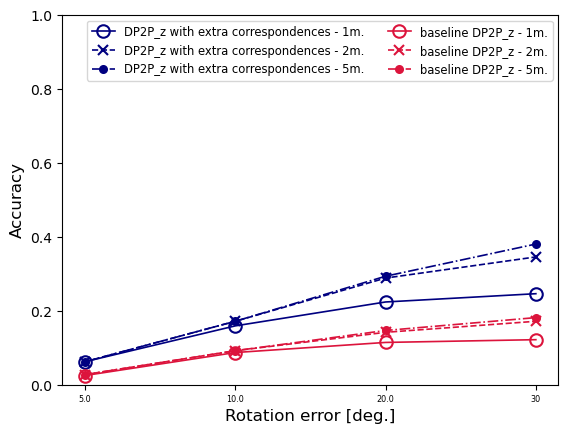 DP2P_z with extra correspondences - 1m.
DP2P_z with extra correspondences - 2m.
DP2P_z with extra correspondences - 5m.
baseline DP2P_z - 1m.
baseline DP2P_z - 2m.
baseline DP2P_z - 5m.
1.0
0.8
0.6
0.4
0.2
0.0
Accuracy
5.0 10.0 20.0 30
Rotation error [deg.]